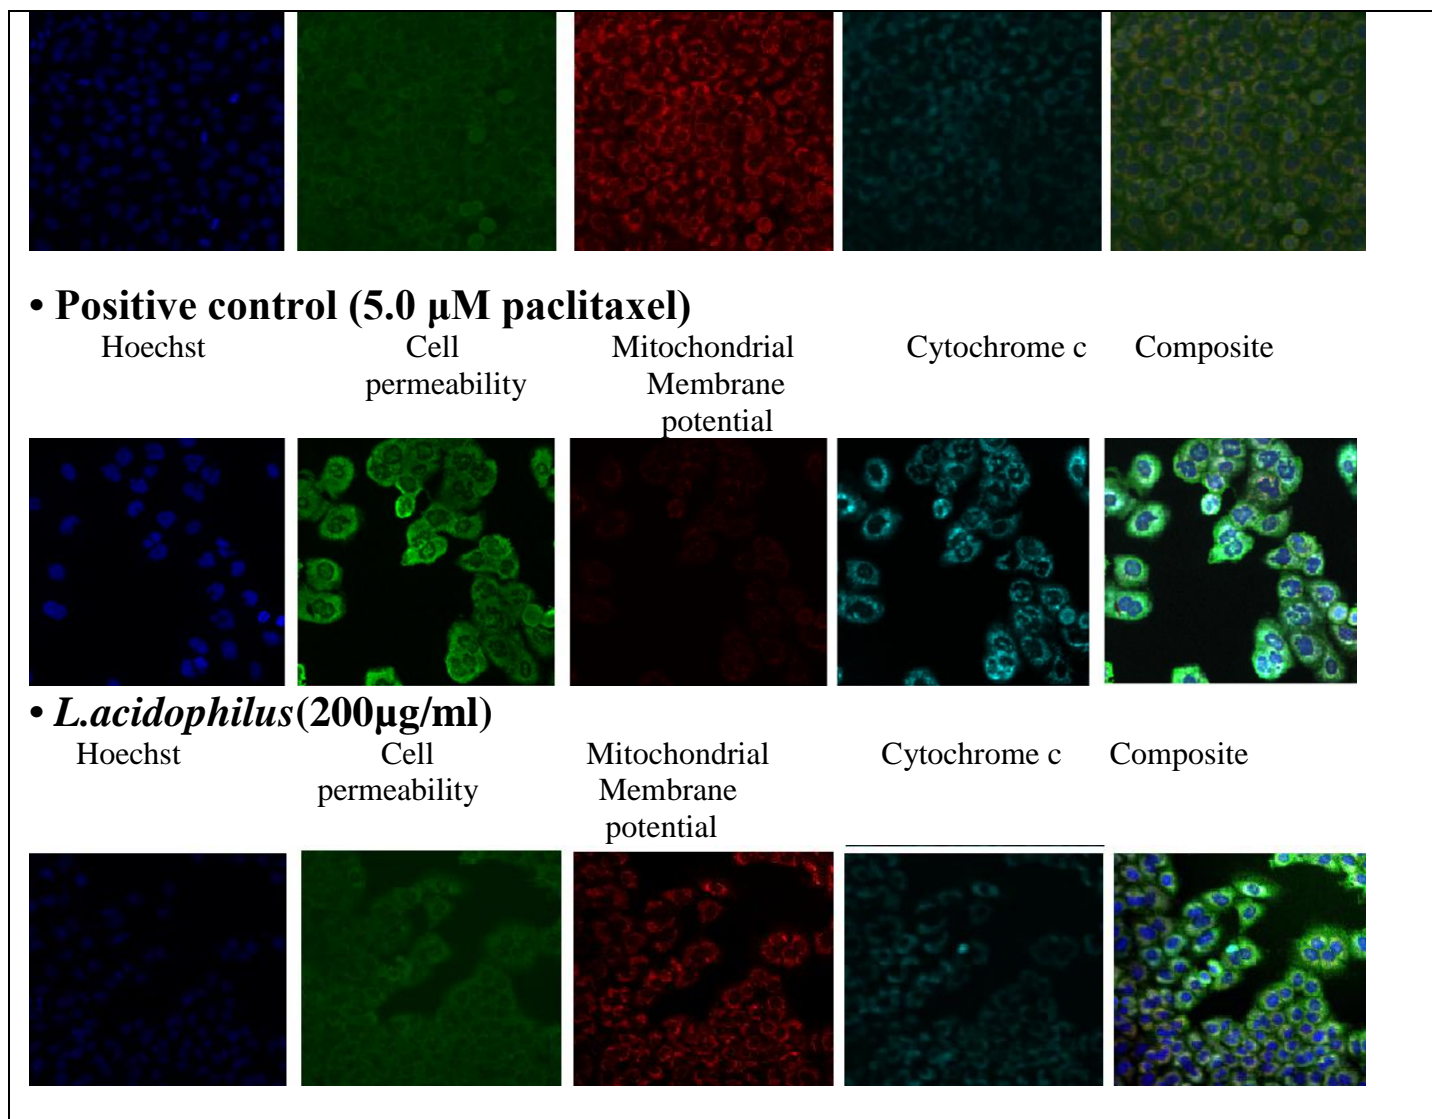 • Positive control (5.0 μM paclitaxel)
Hoechst Cell Mitochondrial Cytochrome c Composite
permeability Membrane
potential
• L.acidophilus(200μg/ml)
Hoechst Cell Mitochondrial Cytochrome c Composite
permeability Membrane
potential